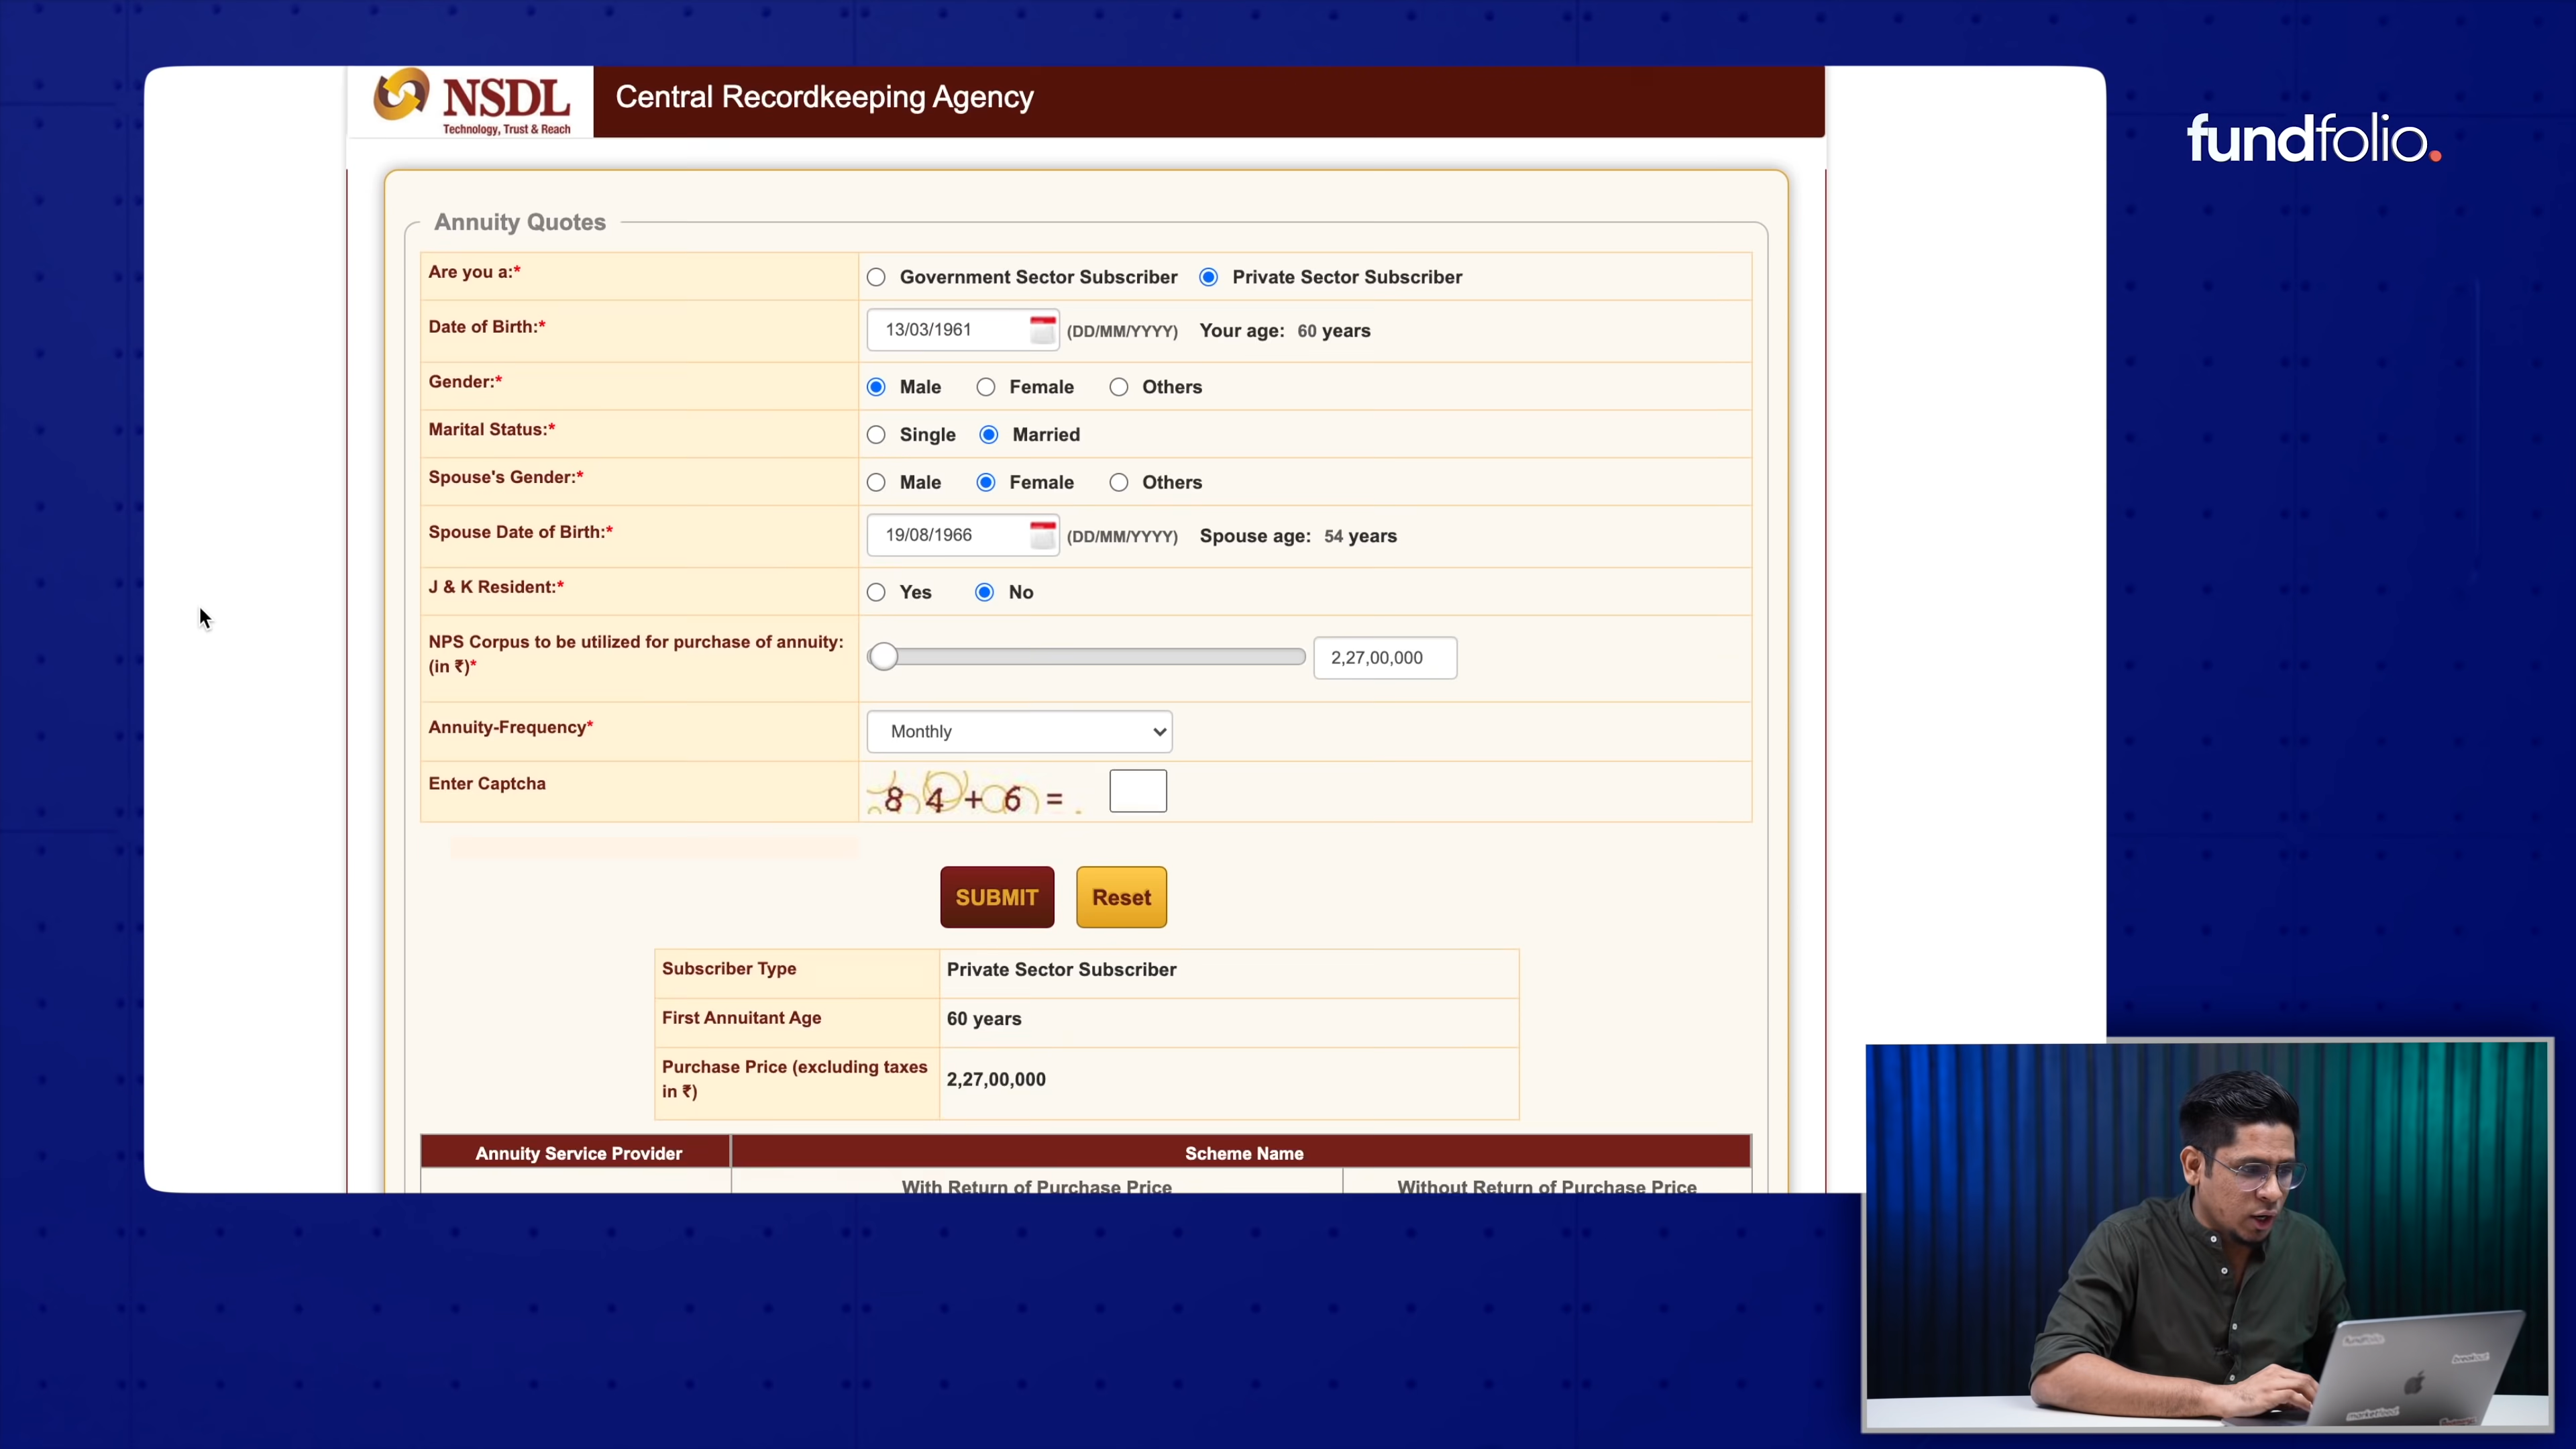 NSDL
Technology, Trust & Reach
Central Recordkeeping Agency
fundfolio.
Annuity Quotes
Are you a:* Government Sector Subscriber Private Sector Subscriber
Date of Birth:* 13/03/1961 (DD/MM/YYYY) Your age: 60 years
Gender:* Male Female Others
Marital Status:* Single Married
Spouse's Gender:* Male Female Others
Spouse Date of Birth:* 19/08/1966 (DD/MM/YYYY) Spouse age: 54 years
J & K Resident:* Yes No
NPS Corpus to be utilized for purchase of annuity:
(in ₹)* 2,27,00,000
Annuity-Frequency* Monthly
Enter Captcha 84+6=
SUBMIT Reset
Subscriber Type Private Sector Subscriber
First Annuitant Age 60 years
Purchase Price (excluding taxes
in ₹) 2,27,00,000
Annuity Service Provider Scheme Name
With Return of Purchase Price Without Return of Purchase Price
fundfolio
marketfeed